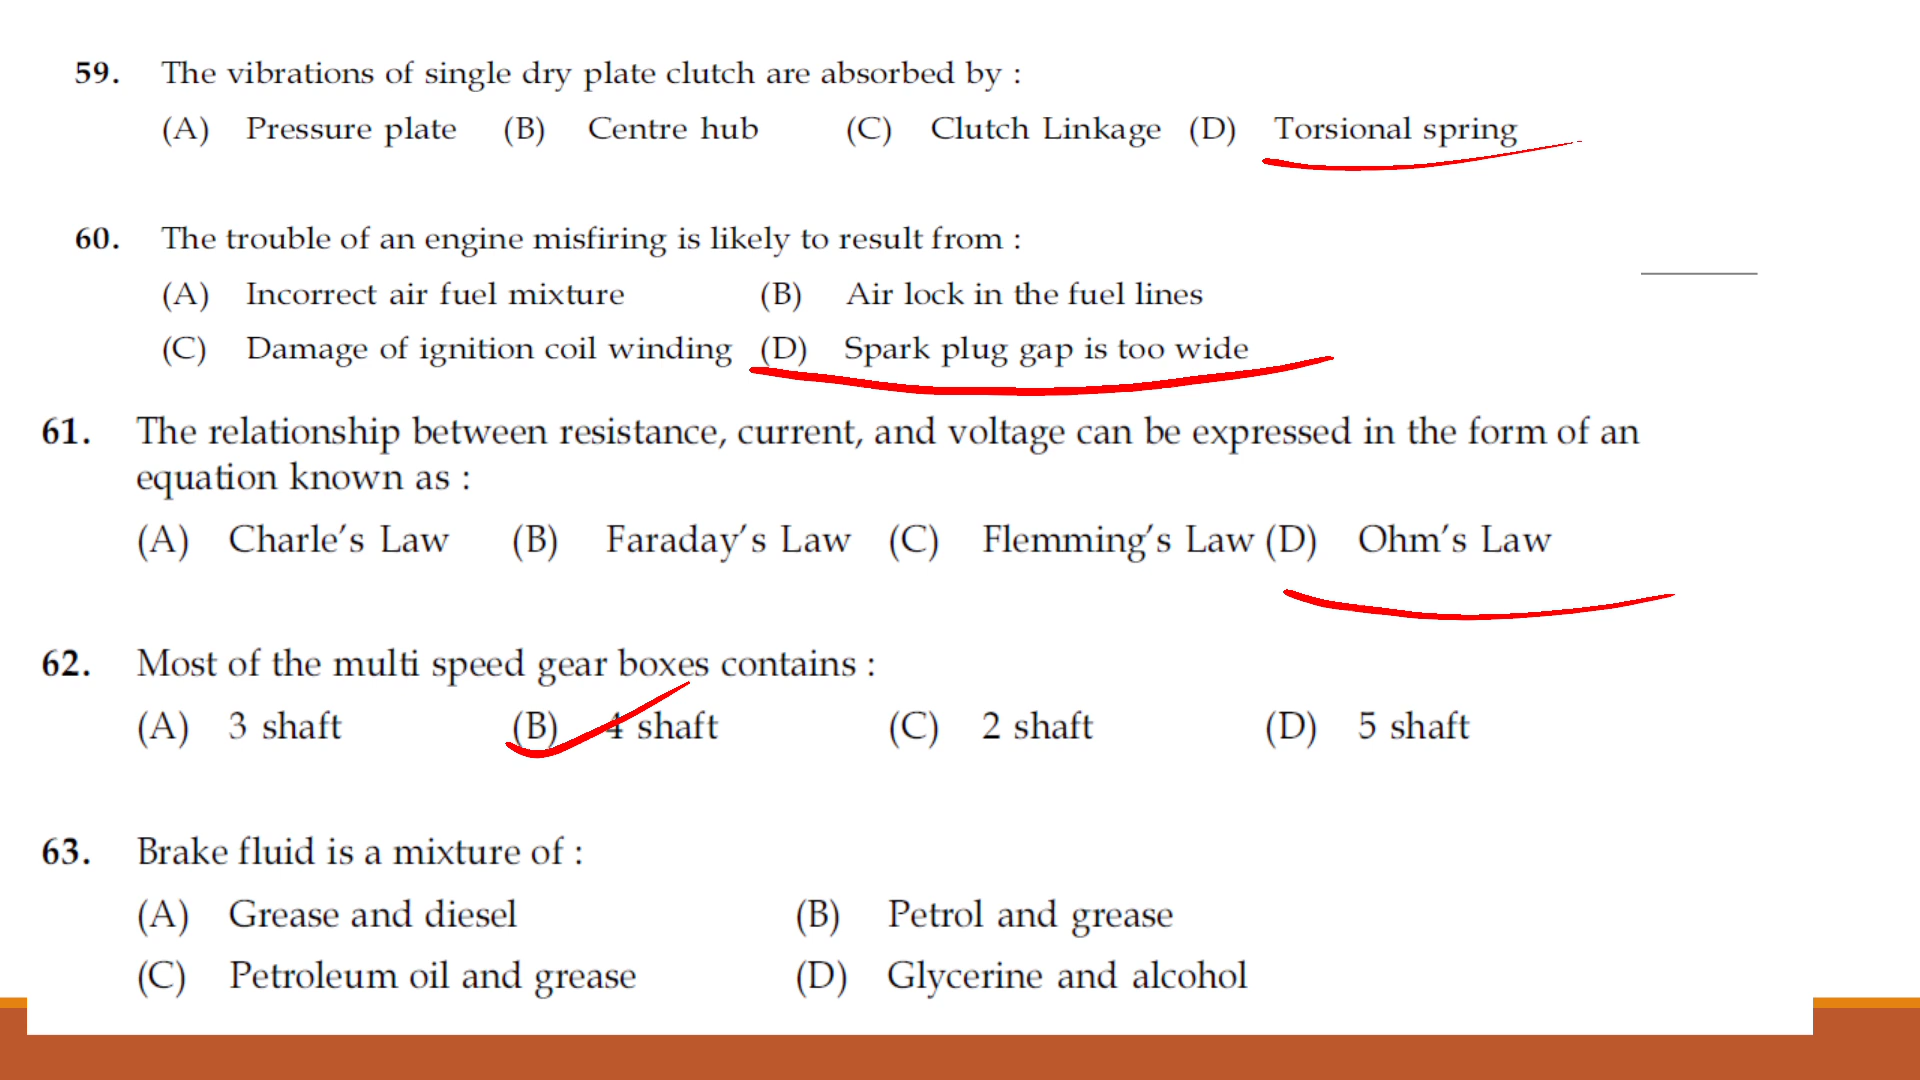 59. The vibrations of single dry plate clutch are absorbed by :
(A) Pressure plate (B) Centre hub (C) Clutch Linkage (D) Torsional spring
60. The trouble of an engine misfiring is likely to result from :
(A) Incorrect air fuel mixture (B) Air lock in the fuel lines
(C) Damage of ignition coil winding (D) Spark plug gap is too wide
61. The relationship between resistance, current, and voltage can be expressed in the form of an
equation known as :
(A) Charle's Law (B) Faraday's Law (C) Flemming's Law (D) Ohm's Law
62. Most of the multi speed gear boxes contains :
(A) 3 shaft (B) 4 shaft (C) 2 shaft (D) 5 shaft
63. Brake fluid is a mixture of :
(A) Grease and diesel (B) Petrol and grease
(C) Petroleum oil and grease (D) Glycerine and alcohol